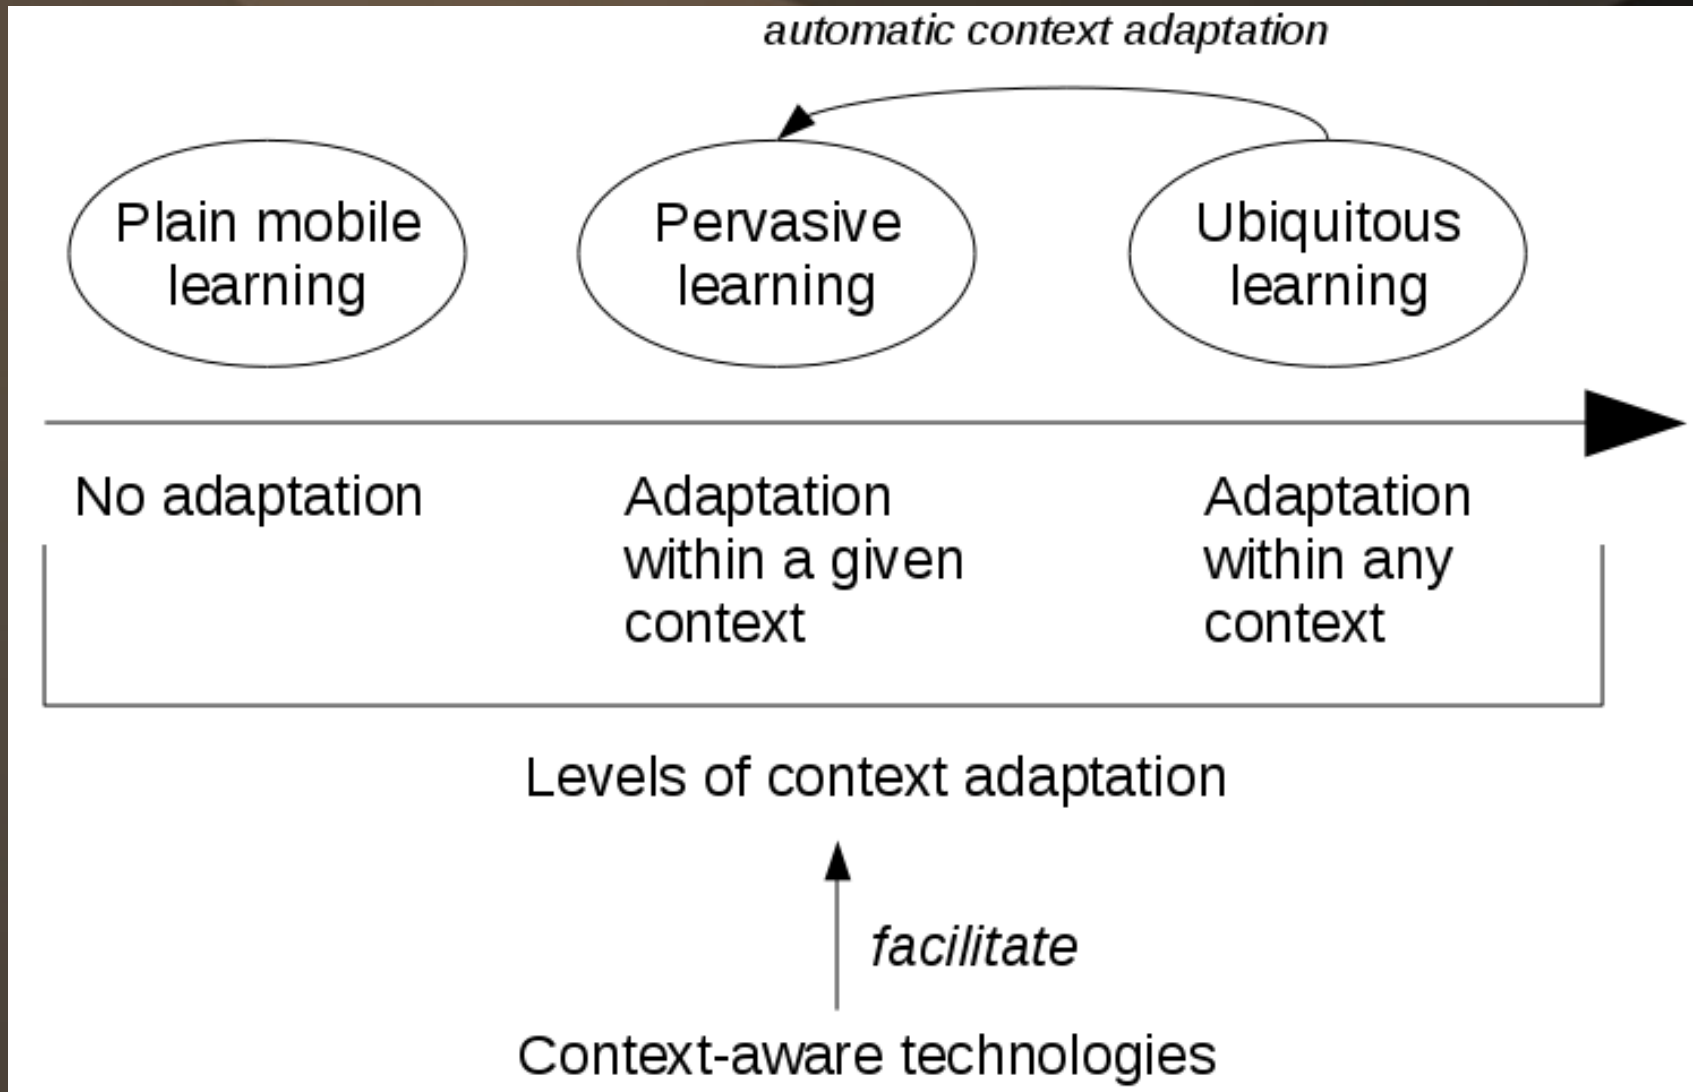 automatic context adaptation
Plain mobile
learning
Pervasive
learning
Ubiquitous
learning
No adaptation
Adaptation
within a given
context
Adaptation
within any
context
Levels of context adaptation
facilitate
Context-aware technologies